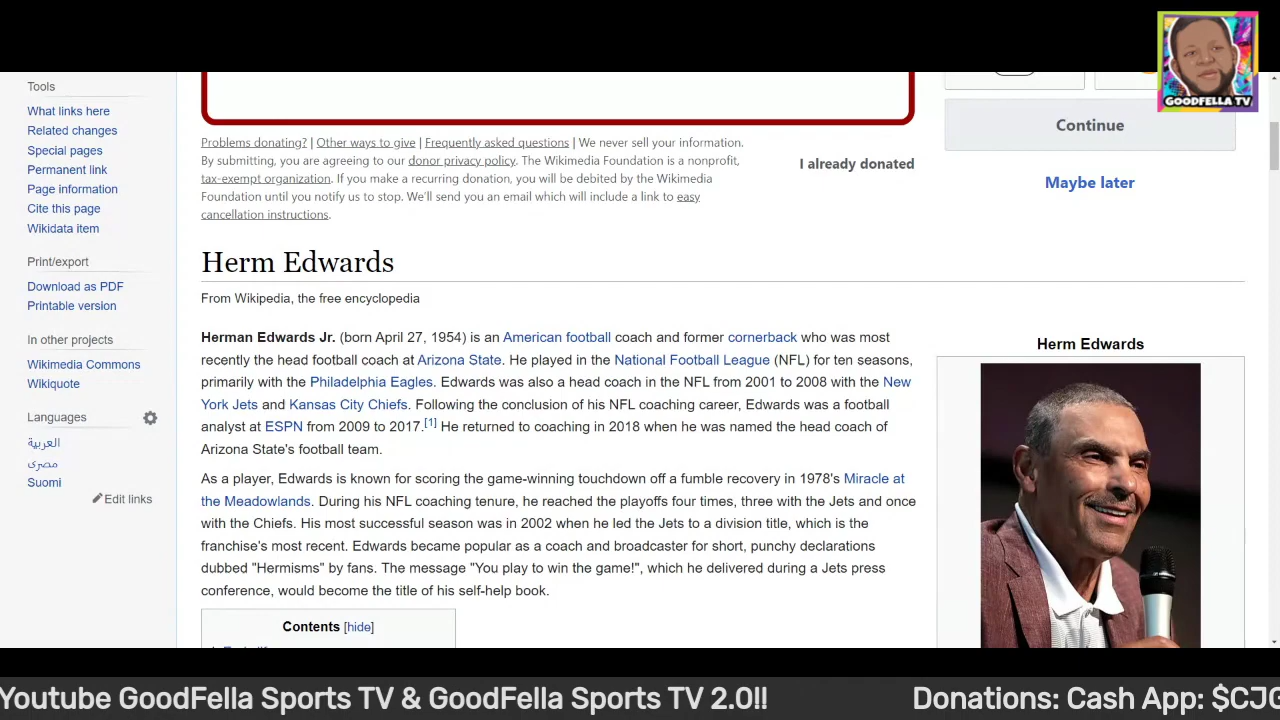 GOODFELLA TV
Tools
What links here
Related changes
Special pages
Permanent link
Page information
Cite this page
Wikidata item
Print/export
Download as PDF
Printable version
In other projects
Wikimedia Commons
Wikiquote
Languages
العربية
مصرى
Suomi
Edit links
Problems donating? | Other ways to give | Frequently asked questions | We never sell your information.
By submitting, you are agreeing to our donor privacy policy. The Wikimedia Foundation is a nonprofit,
tax-exempt organization. If you make a recurring donation, you will be debited by the Wikimedia
Foundation until you notify us to stop. We'll send you an email which will include a link to easy
cancellation instructions.
I already donated
Continue
Maybe later
Herm Edwards
From Wikipedia, the free encyclopedia
Herman Edwards Jr. (born April 27, 1954) is an American football coach and former cornerback who was most
recently the head football coach at Arizona State. He played in the National Football League (NFL) for ten seasons,
primarily with the Philadelphia Eagles. Edwards was also a head coach in the NFL from 2001 to 2008 with the New
York Jets and Kansas City Chiefs. Following the conclusion of his NFL coaching career, Edwards was a football
analyst at ESPN from 2009 to 2017.[1] He returned to coaching in 2018 when he was named the head coach of
Arizona State's football team.
As a player, Edwards is known for scoring the game-winning touchdown off a fumble recovery in 1978's Miracle at
the Meadowlands. During his NFL coaching tenure, he reached the playoffs four times, three with the Jets and once
with the Chiefs. His most successful season was in 2002 when he led the Jets to a division title, which is the
franchise's most recent. Edwards became popular as a coach and broadcaster for short, punchy declarations
dubbed "Hermisms" by fans. The message "You play to win the game!", which he delivered during a Jets press
conference, would become the title of his self-help book.
Contents [hide]
Herm Edwards
Youtube GoodFella Sports TV & GoodFella Sports TV 2.0!!
Donations: Cash App: $CJG